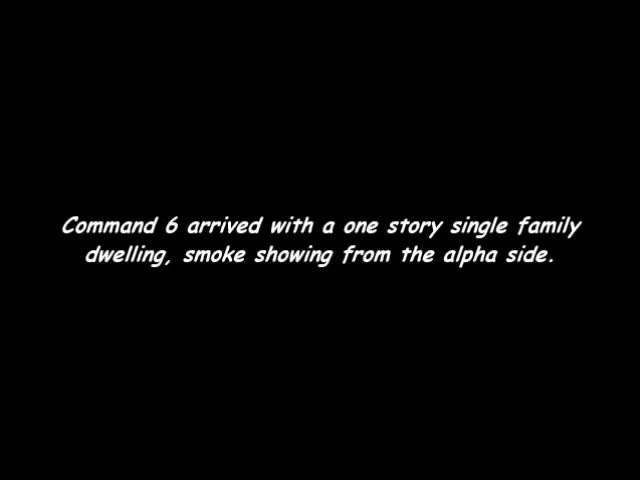 Command 6 arrived with a one story single family
dwelling, smoke showing from the alpha side.